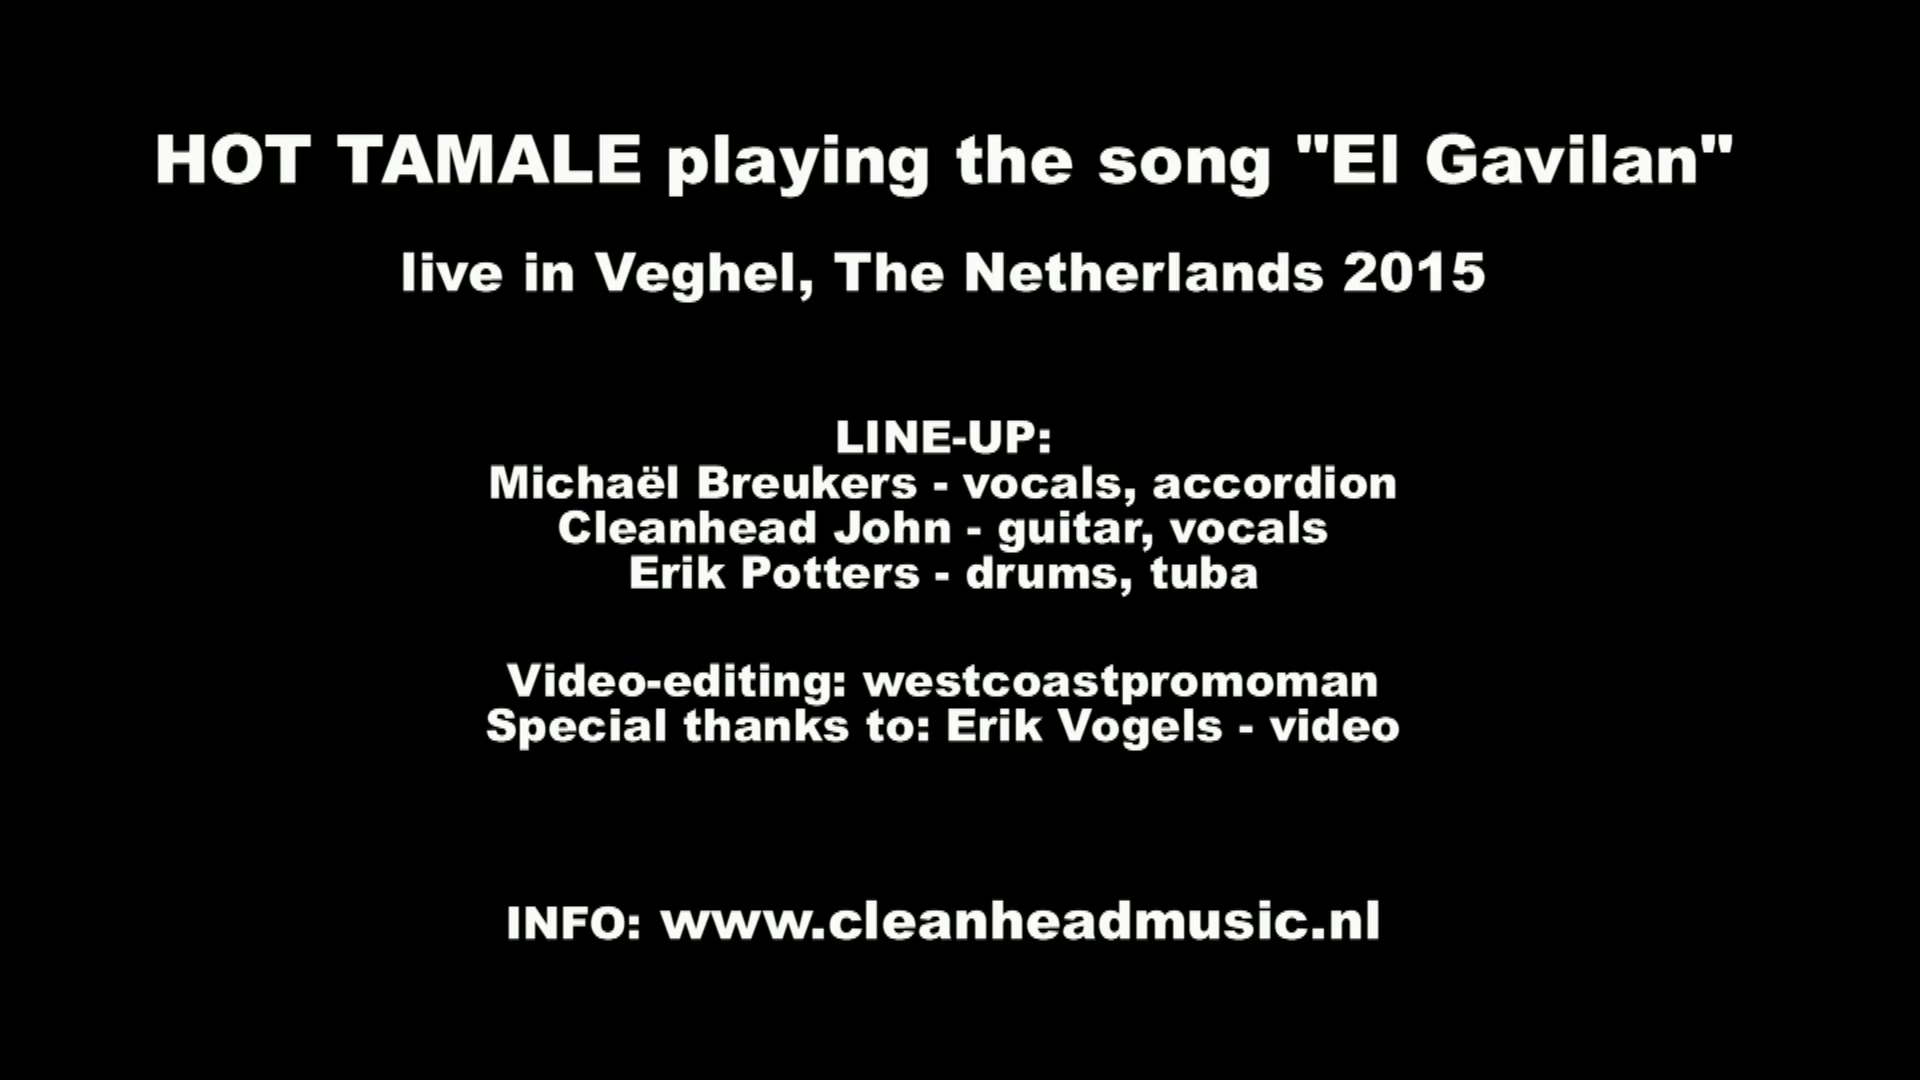 HOT TAMALE playing the song "El Gavilan"
live in Veghel, The Netherlands 2015
LINE-UP:
Michaël Breukers - vocals, accordion
Cleanhead John - guitar, vocals
Erik Potters - drums, tuba
Video-editing: westcoastpromoman
Special thanks to: Erik Vogels - video
INFO: www.cleanheadmusic.nl